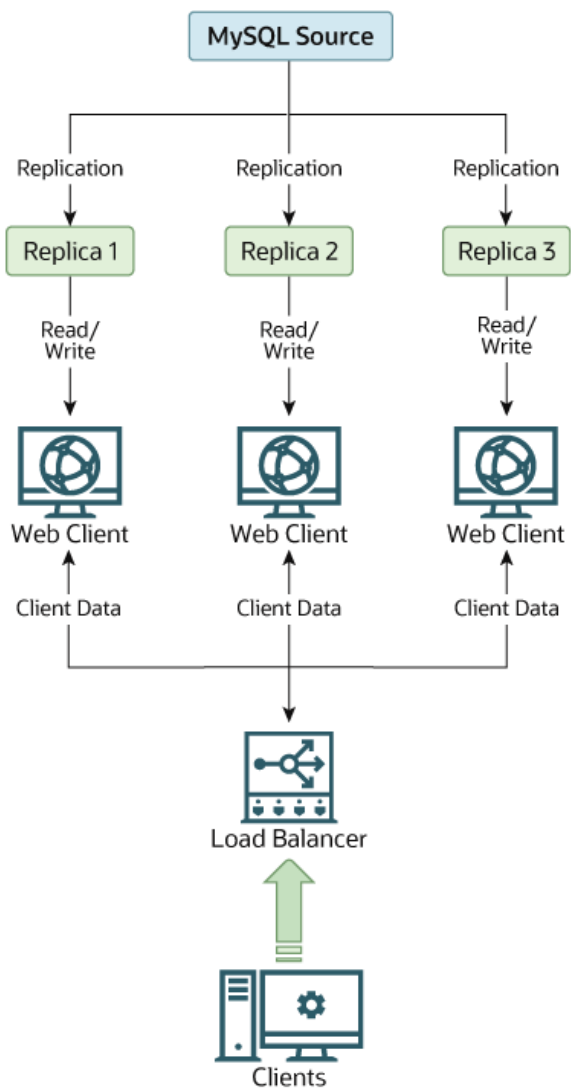 MySQL Source
Replication Replication Replication
Replica 1 Replica 2 Replica 3
Read/ Read/ Read/
Write Write Write
Web Client Web Client Web Client
Client Data Client Data Client Data
Load Balancer
Clients